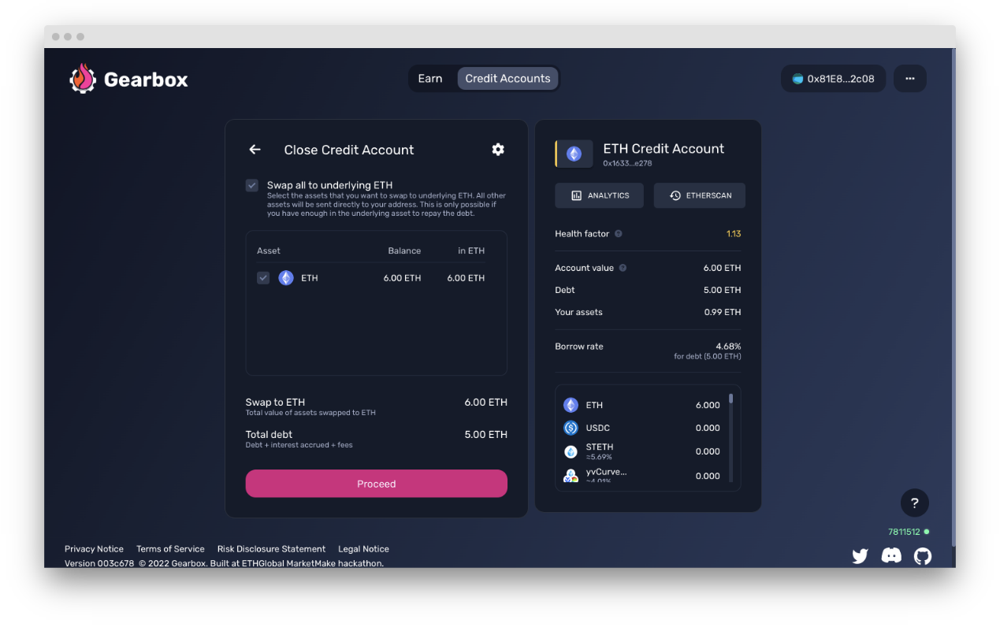 Gearbox
Earn
Credit Accounts
0x81E8...2c08
Close Credit Account
Swap all to underlying ETH
Select the assets that you want to swap to underlying ETH. All other
assets will be sent directly to your address. This is only possible if
you have enough in the underlying asset to repay the debt.
Asset Balance in ETH
ETH 6.00 ETH 6.00 ETH
Swap to ETH 6.00 ETH
Total value of assets swapped to ETH
Total debt 5.00 ETH
Debt + interest accrued + fees
Proceed
ETH Credit Account
0x1633...e278
ANALYTICS
ETHERSCAN
Health factor ? 1.13
Account value ? 6.00 ETH
Debt 5.00 ETH
Your assets 0.99 ETH
Borrow rate 4.68%
for debt (5.00 ETH)
ETH 6.000
USDC 0.000
STETH 0.000
≈5.69%
yvCurve... 0.000
≈4.01%
?
7811512
Privacy Notice Terms of Service Risk Disclosure Statement Legal Notice
Version 003c678 © 2022 Gearbox. Built at ETHGlobal MarketMake hackathon.